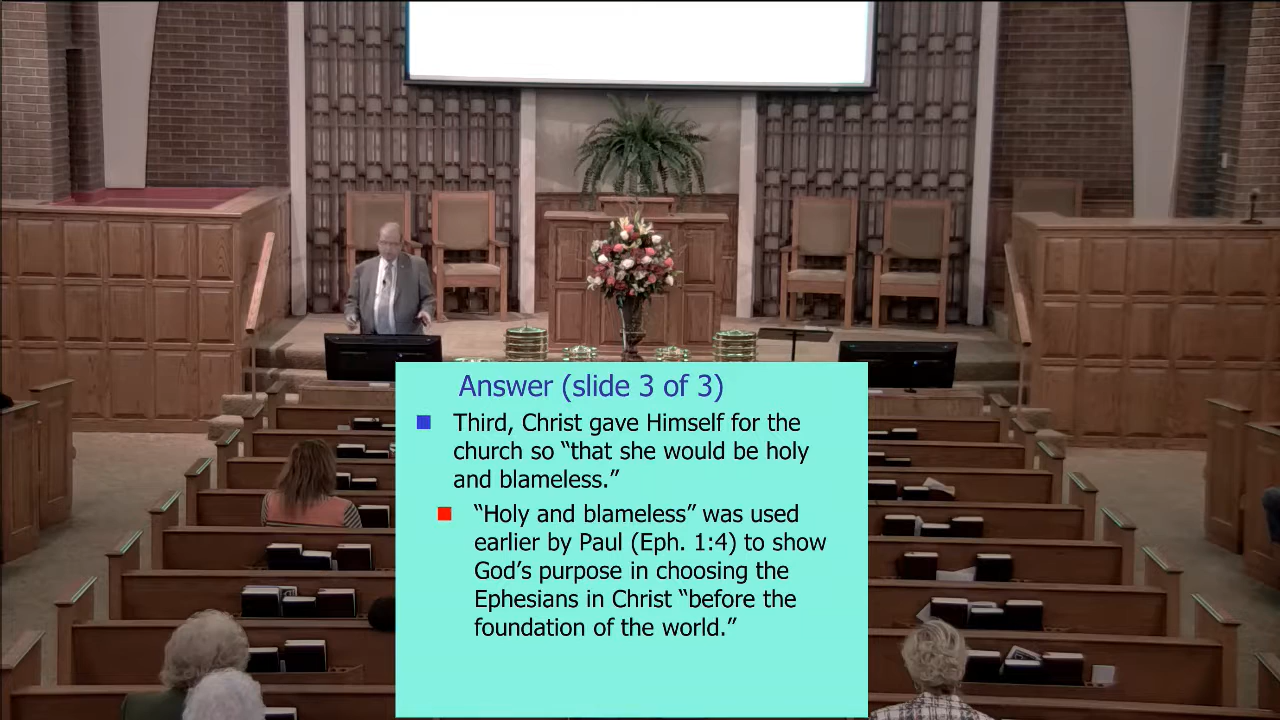 Answer (slide 3 of 3)
Third, Christ gave Himself for the
church so “that she would be holy
and blameless.”
“Holy and blameless” was used
earlier by Paul (Eph. 1:4) to show
God’s purpose in choosing the
Ephesians in Christ “before the
foundation of the world.”